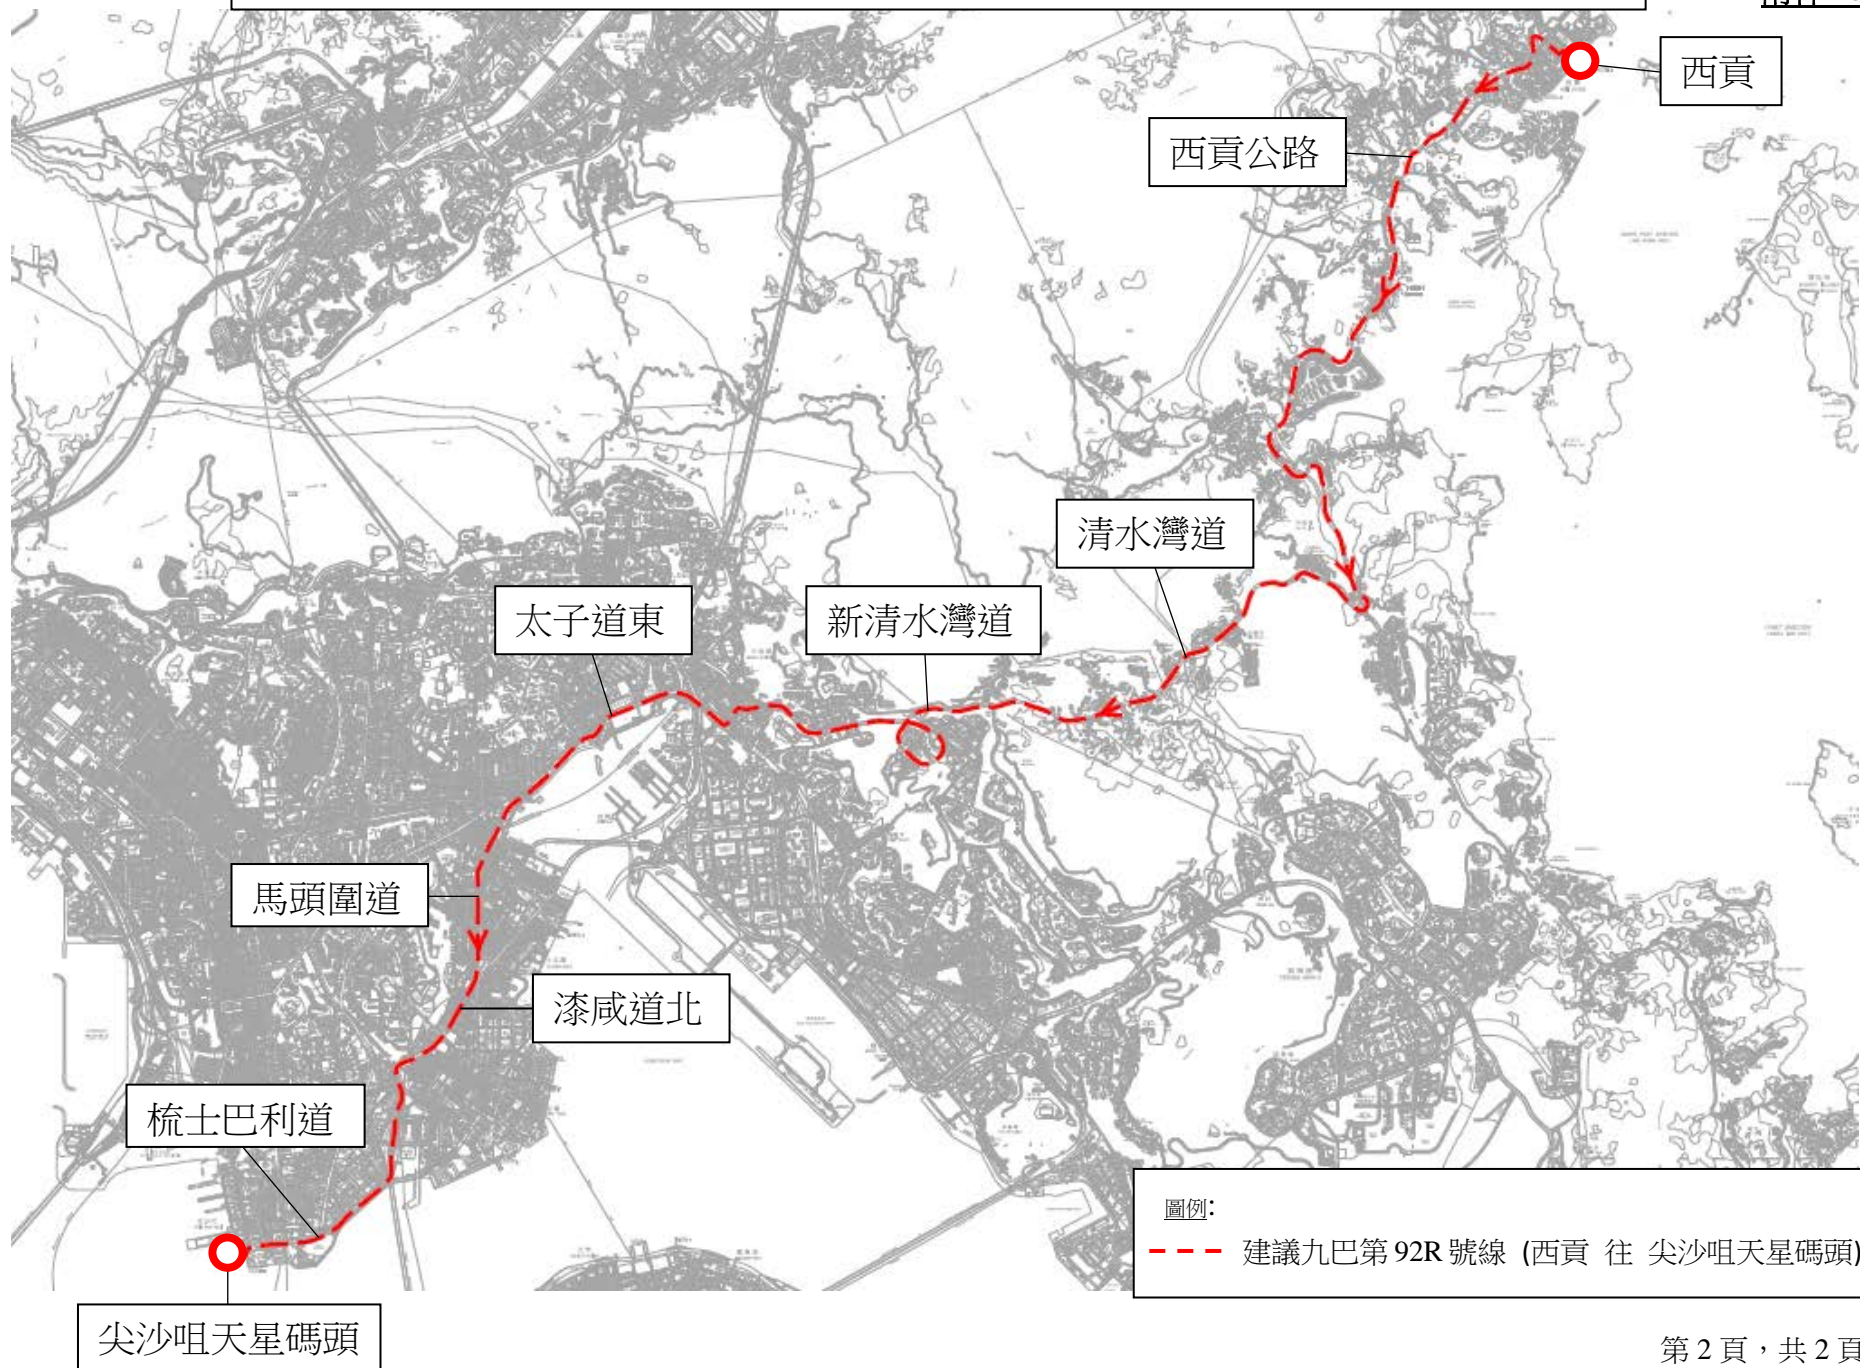 西貢
西貢公路
清水灣道
太子道東
新清水灣道
馬頭圍道
漆咸道北
梳士巴利道
圖例:
建議九巴第 92R 號線 (西貢 往 尖沙咀天星碼頭)
尖沙咀天星碼頭
第 2 頁，共 2 頁